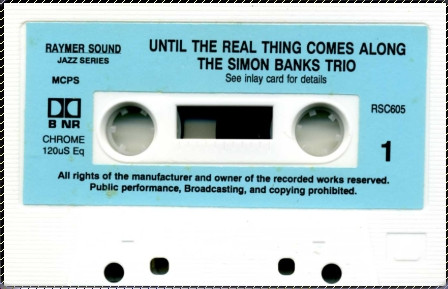 RAYMER SOUND
JAZZ SERIES
MCPS
UNTIL THE REAL THING COMES ALONG
THE SIMON BANKS TRIO
See inlay card for details
B NR
CHROME
120uS Eq
RSC605
1
All rights of the manufacturer and owner of the recorded works reserved.
Public performance, Broadcasting, and copying prohibited.